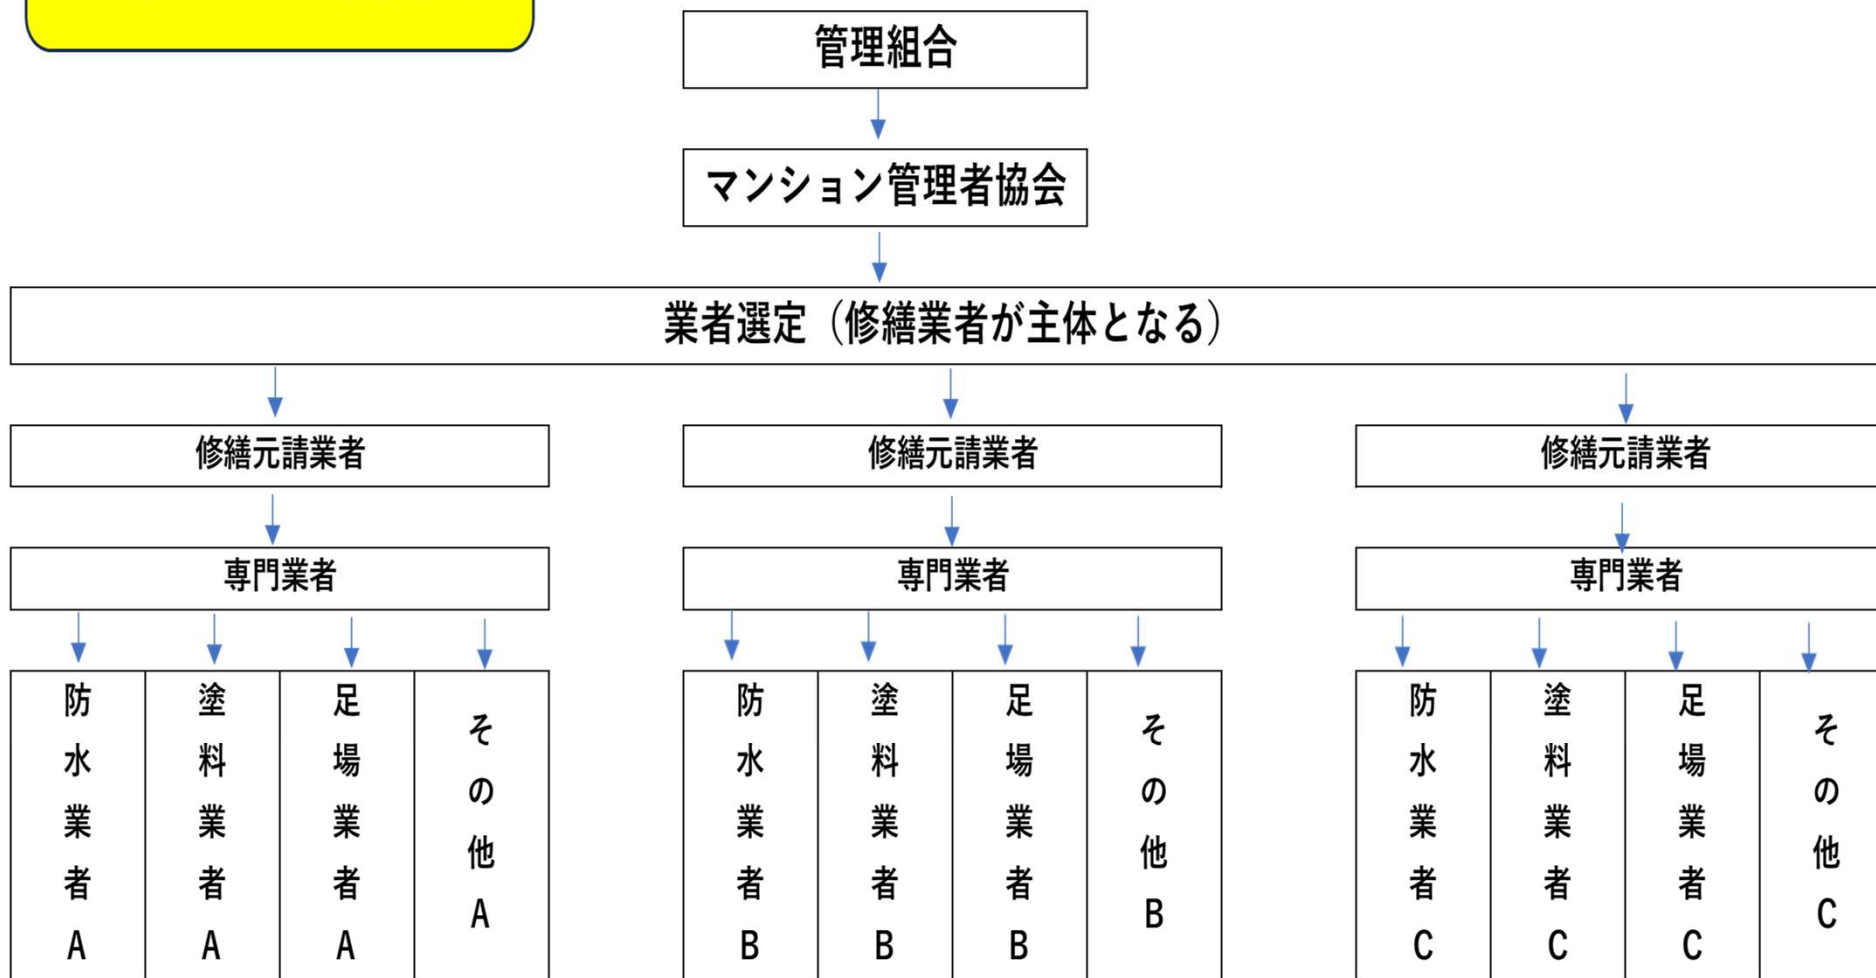 管理組合
マンション管理者協会
業者選定（修繕業者が主体となる）
修繕元請業者
修繕元請業者
修繕元請業者
専門業者
専門業者
専門業者
防水業者A
塗料業者A
足場業者A
その他A
防水業者B
塗料業者B
足場業者B
その他B
防水業者C
塗料業者C
足場業者C
その他C